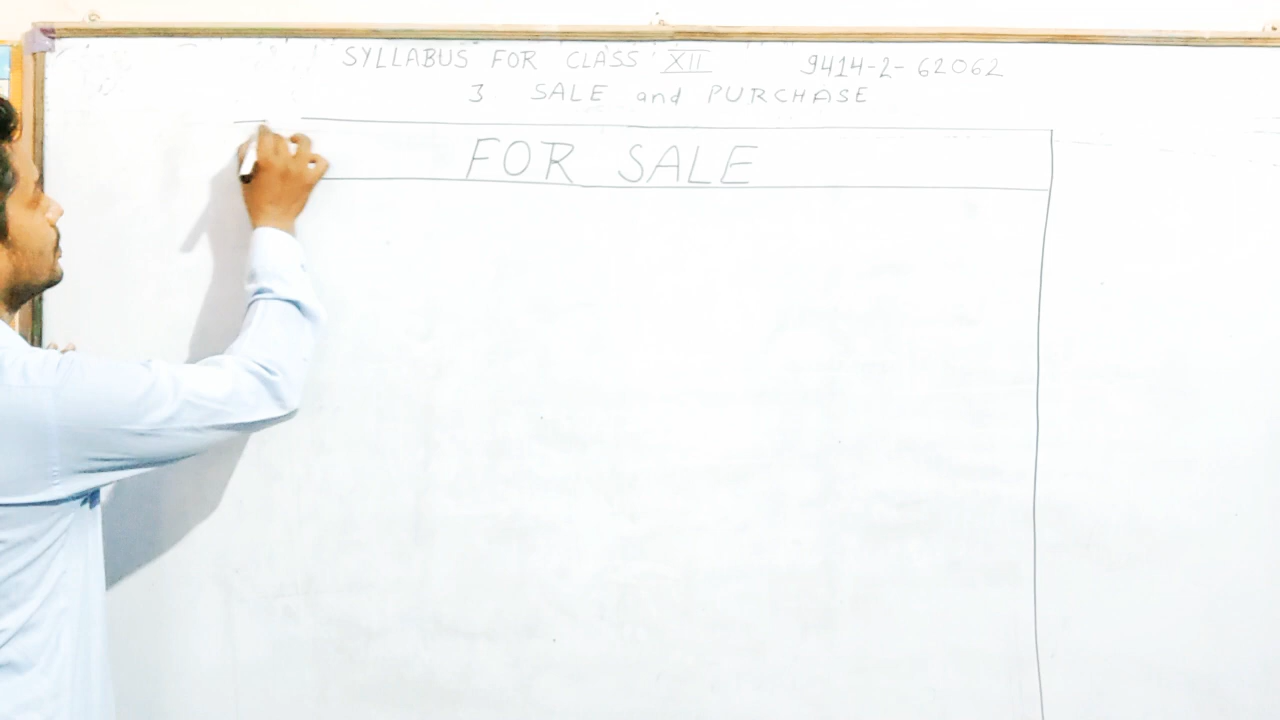 SYLLABUS FOR CLASS XII 9414-2-62062
3 SALE and PURCHASE
FOR SALE